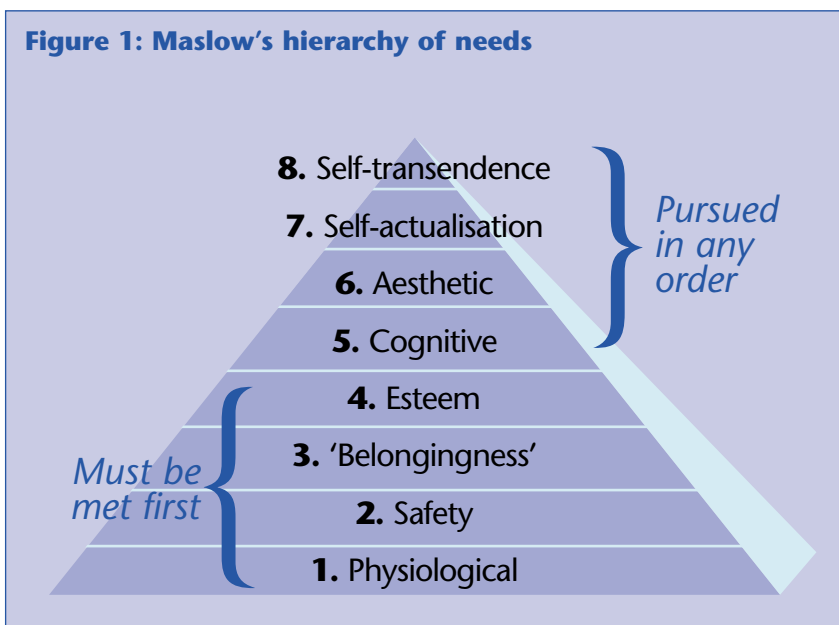 Figure 1: Maslow’s hierarchy of needs
8. Self-transendence
7. Self-actualisation
6. Aesthetic
5. Cognitive
Pursued
in any
order
4. Esteem
3. ‘Belongingness’
2. Safety
1. Physiological
Must be
met first